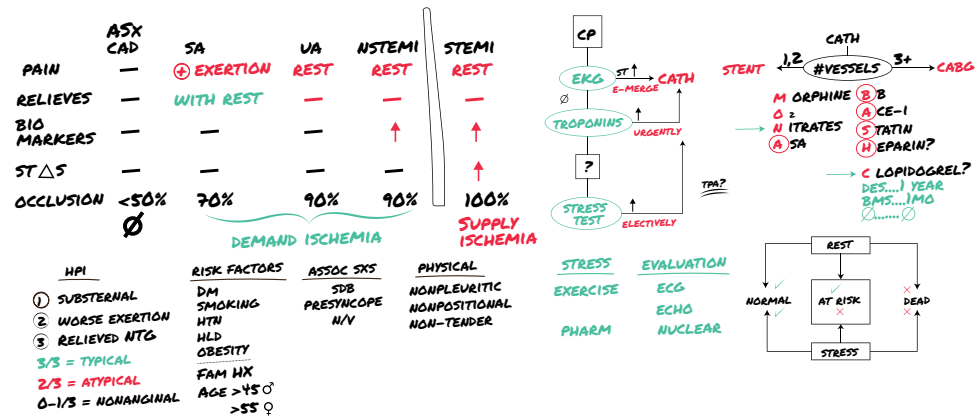 ASx CAD SA UA NSTEMI STEMI
PAIN — + EXERTION REST REST REST
RELIEVES — WITH REST — — —
BIO MARKERS — — — ↑ ↑
ST △ S — — — — ↑
OCCLUSION <50% 70% 90% 90% 100%
Ø
DEMAND ISCHEMIA
SUPPLY ISCHEMIA
HPI
1 SUBSTERNAL
2 WORSE EXERTION
3 RELIEVED NTG
3/3 = TYPICAL
2/3 = ATYPICAL
0-1/3 = NONANGINAL
RISK FACTORS
DM
SMOKING
HTN
HLD
OBESITY
FAM HX
AGE >45 ♂
>55 ♀
ASSOC SXS
SDB
PRESYNCOPE
N/V
PHYSICAL
NONPLEURITIC
NONPOSITIONAL
NON-TENDER
CP
EKG ST ↑ CATH
E-MERGE
Ø
TROPONINS ↑
URGENTLY
?
STRESS TEST ↑
ELECTIVELY
TPA?
STRESS EVALUATION
EXERCISE ECG
ECHO
PHARM NUCLEAR
CATH
STENT 1,2 #VESSELS 3+ CABG
M ORPHINE
O 2
N ITRATES
A SA
B B
A CE-I
S TATIN
H EPARIN?
C LOPIDOGREL?
DES....1 YEAR
BMS....1MO
Ø.......Ø
REST
NORMAL ✓ ✓
AT RISK ✓ ×
DEAD × ×
STRESS